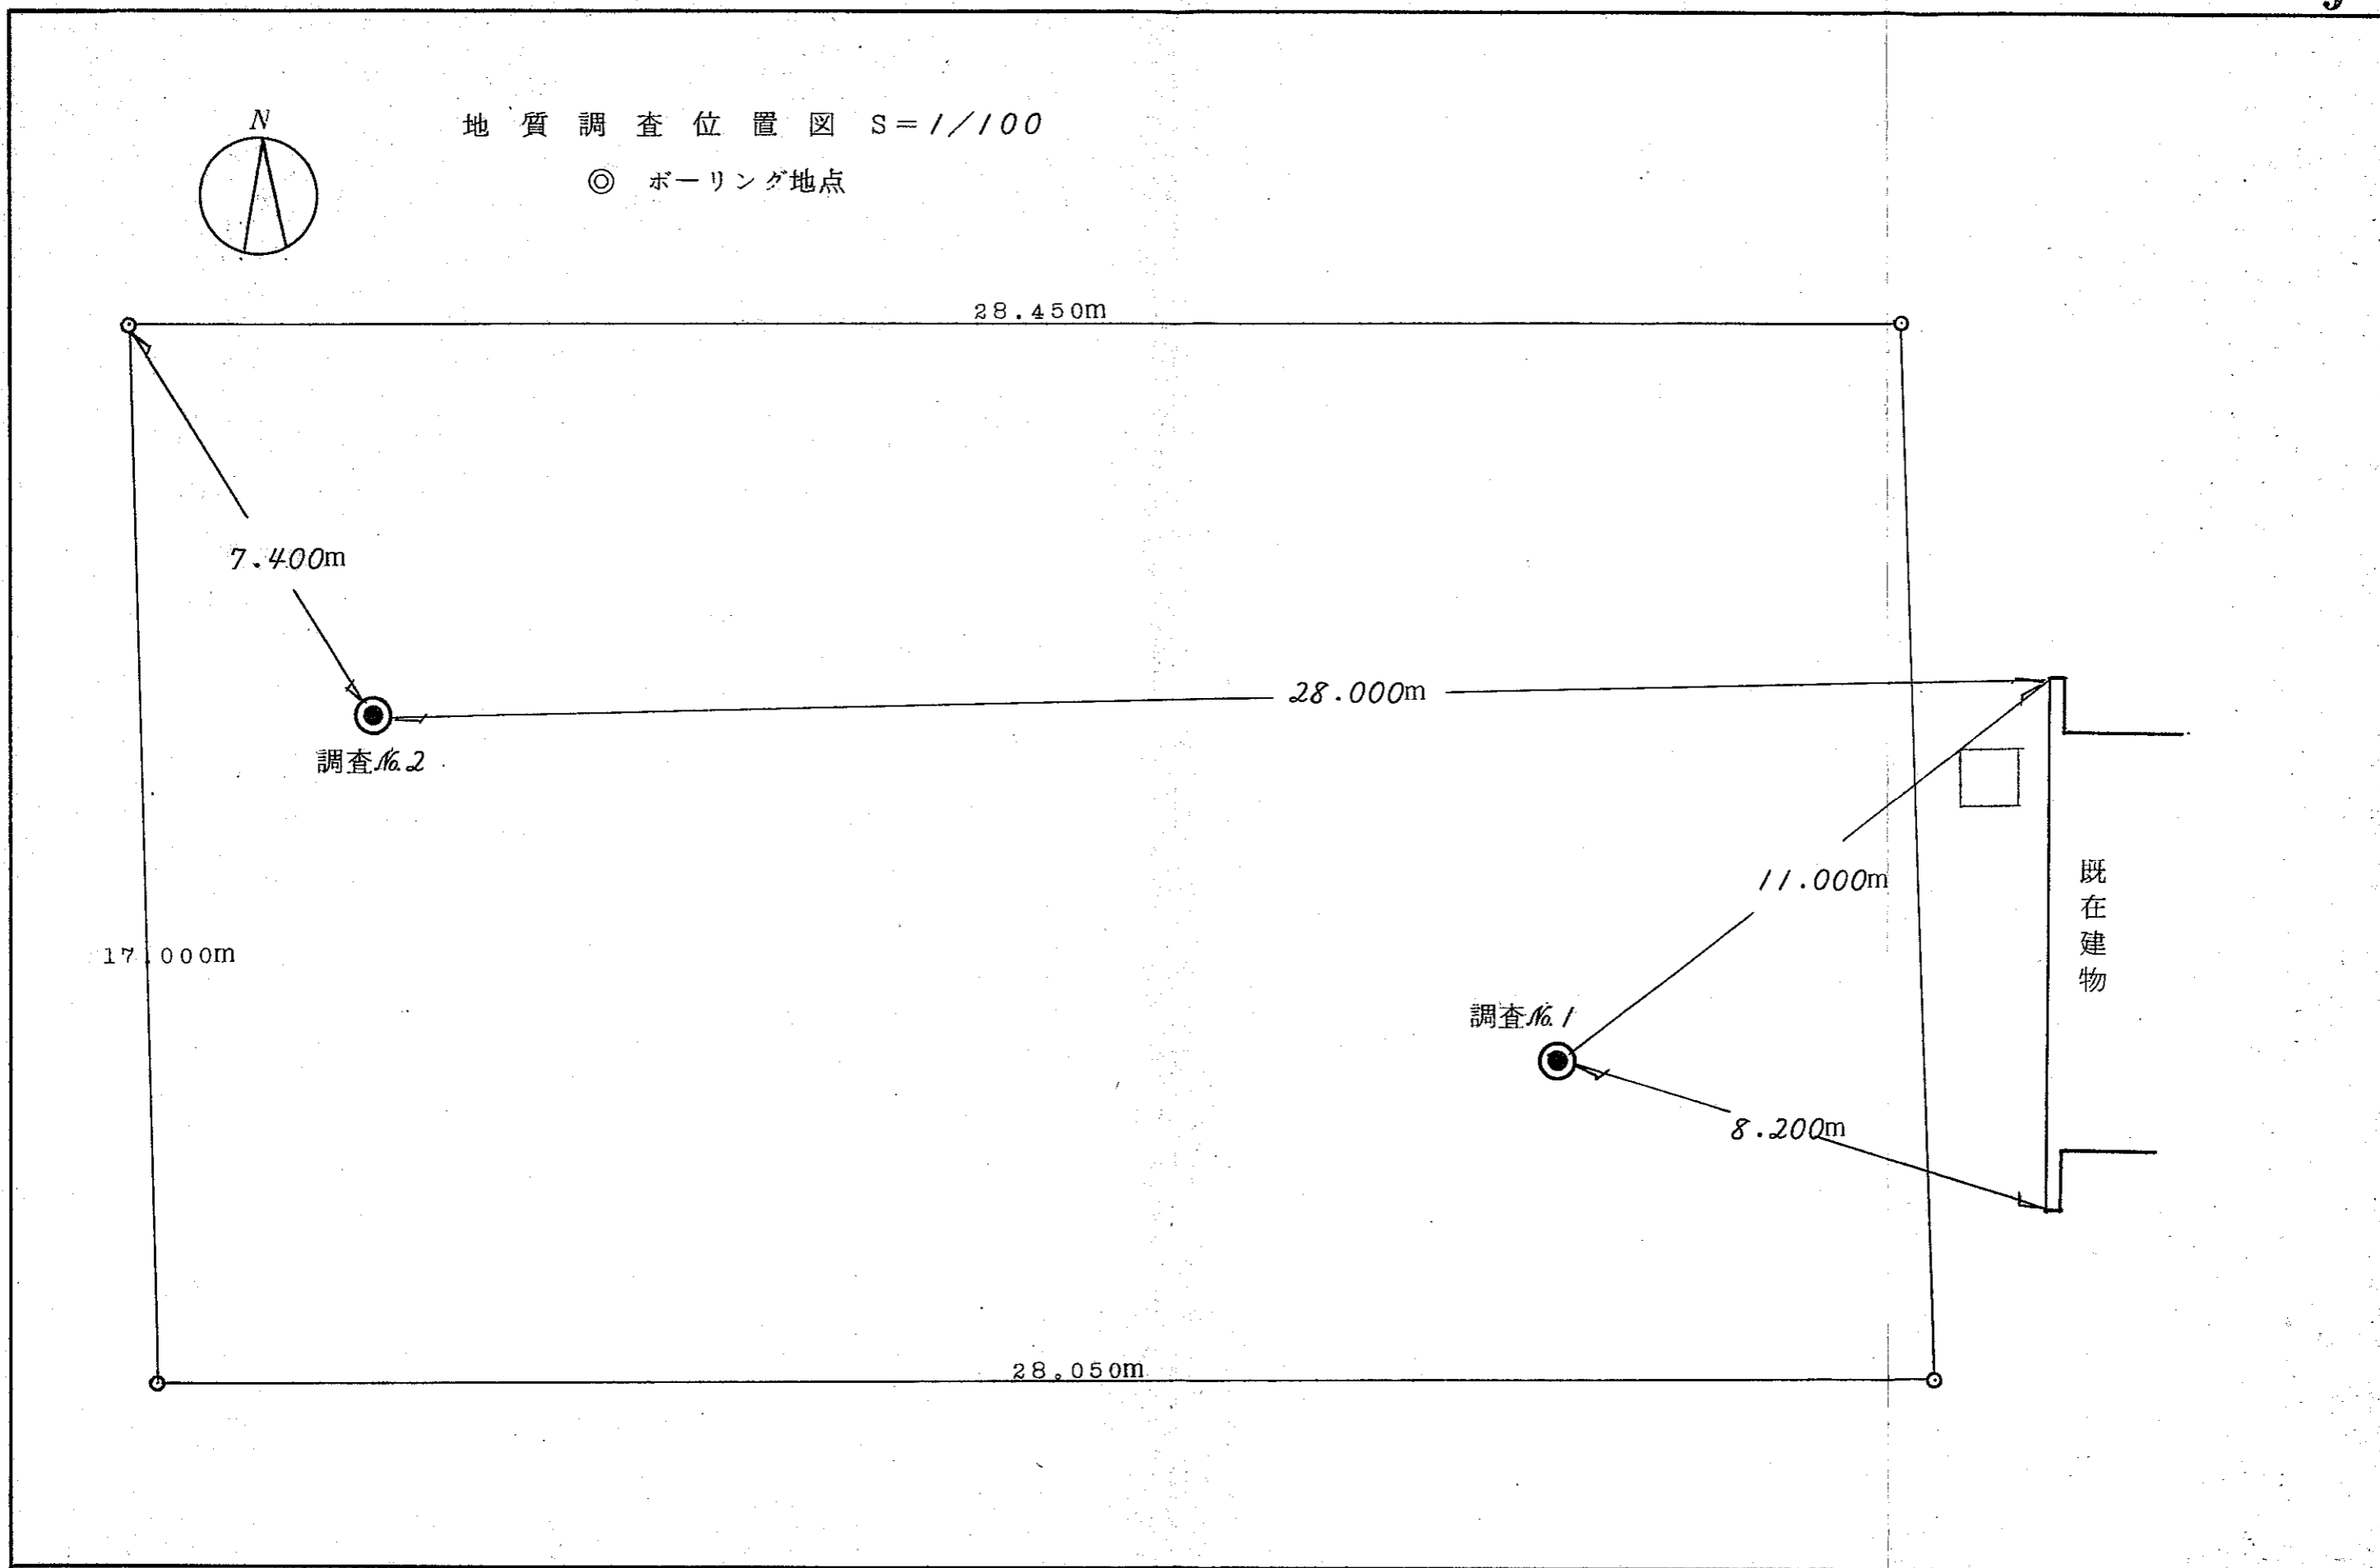 N
地質調査位置図 S=1/100
◎ ボーリング地点
28.450m
7.400m
28.000m
調査No.2
11.000m
既在建物
17.000m
調査No.1
8.200m
28.050m